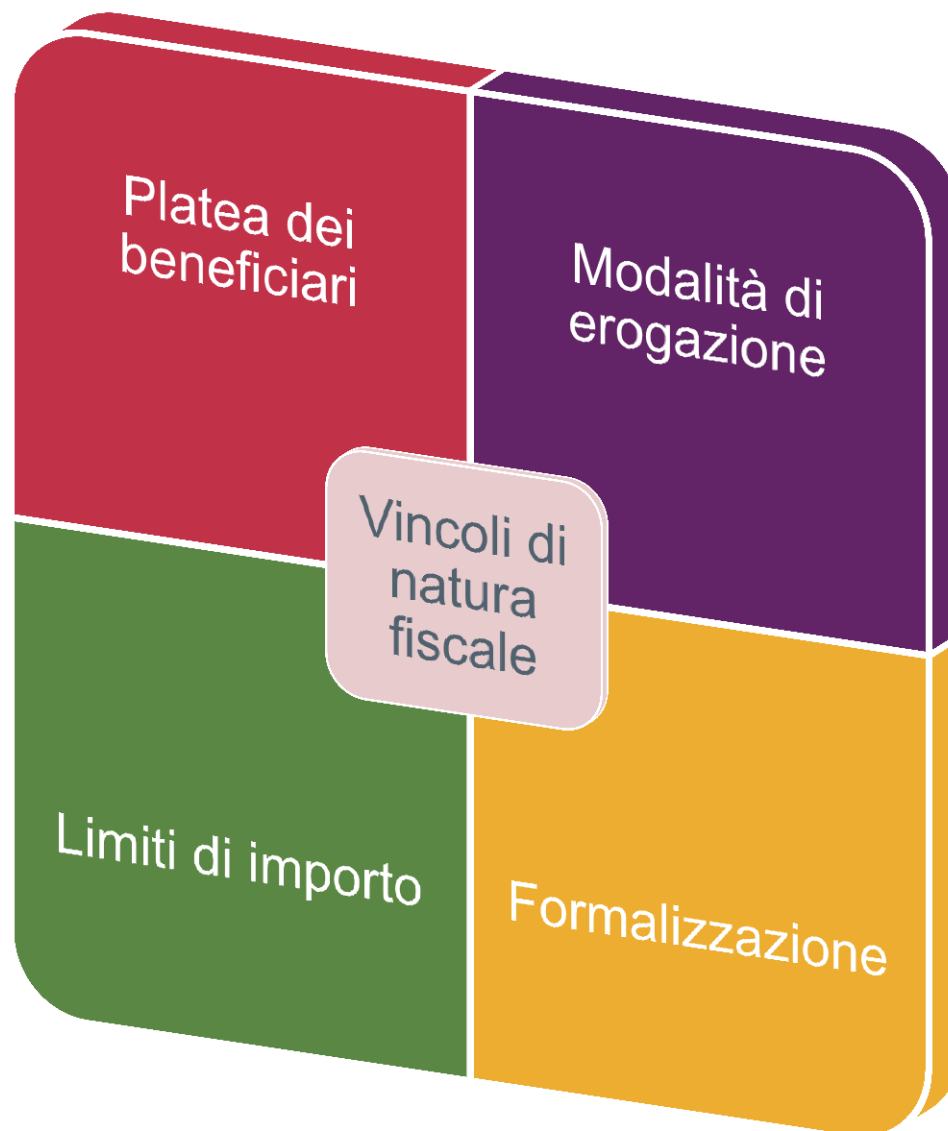 Platea dei
beneficiari
Modalità di
erogazione
Vincoli di
natura
fiscale
Limiti di importo
Formalizzazione